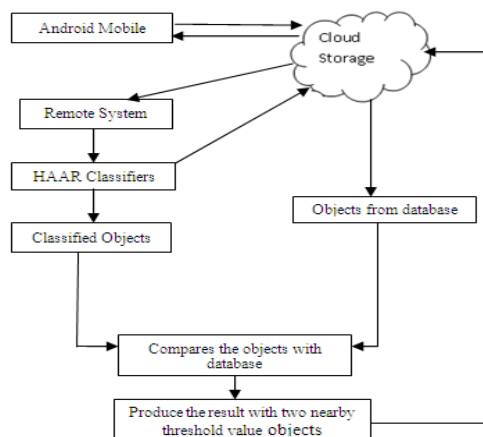 Android Mobile
Cloud
Storage
Remote System
HAAR Classifiers
Objects from database
Classified Objects
Compares the objects with
database
Produce the result with two nearby
threshold value objects